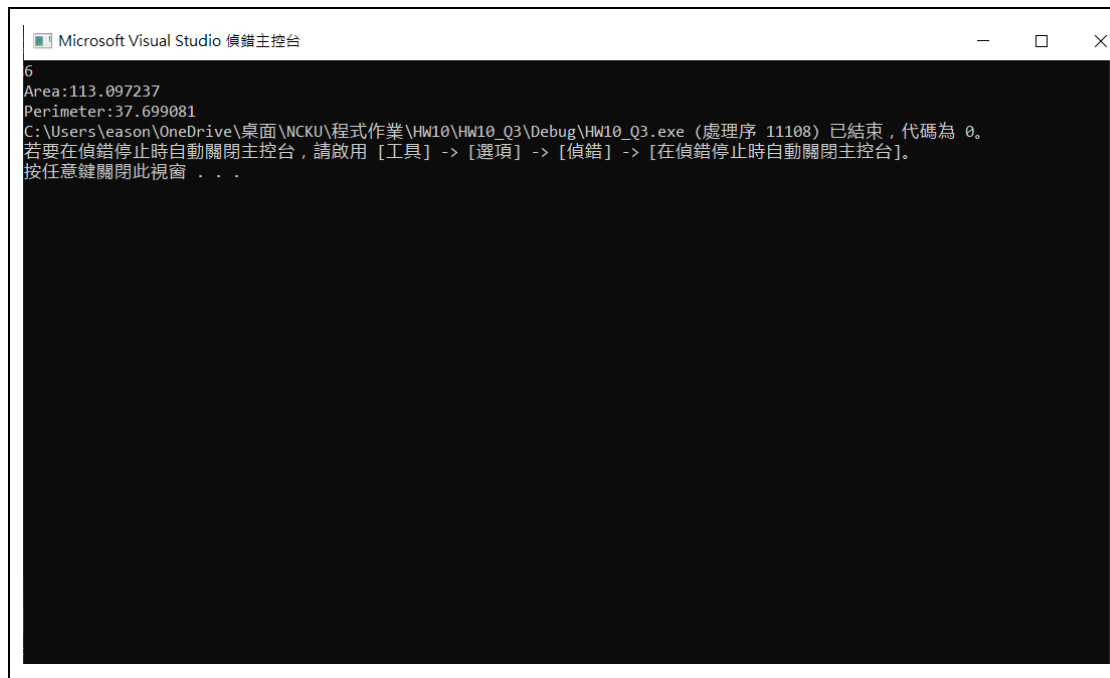 Microsoft Visual Studio 偵錯主控台
6
Area:113.097237
Perimeter:37.699081
C:\Users\eason\OneDrive\桌面\NCKU\程式作業\HW10\HW10_Q3\Debug\HW10_Q3.exe (處理序 11108) 已結束，代碼為 0。
若要在偵錯停止時自動關閉主控台，請啟用 [工具] -> [選項] -> [偵錯] -> [在偵錯停止時自動關閉主控台]。
按任意鍵關閉此視窗 . . .